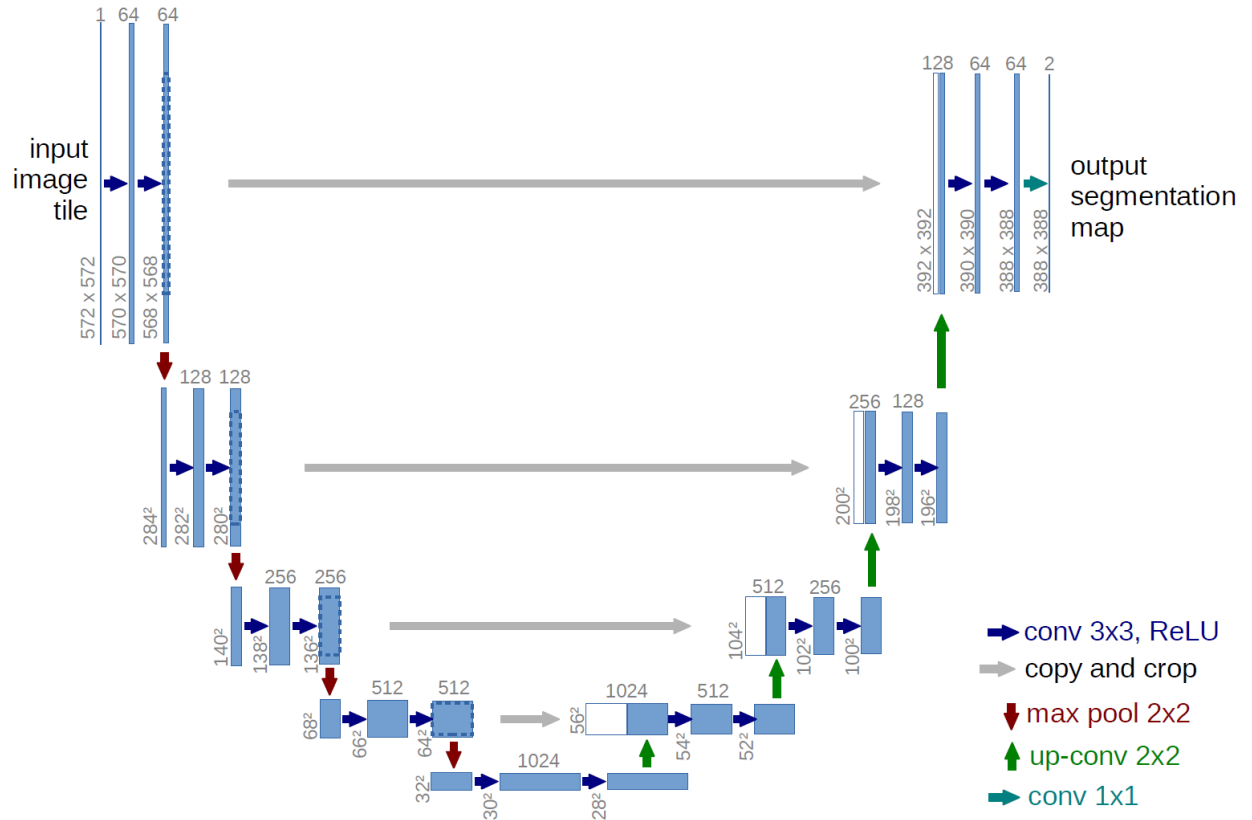 1 64 64
input
image
tile
572 x 572
570 x 570
568 x 568
128 64 64 2
392 x 392
390 x 390
388 x 388
388 x 388
output
segmentation
map
128 128
284²
282²
280²
256 128
200²
198²
196²
256 256
140²
138²
136²
512 256
104²
102²
100²
512 512
68²
66²
64²
1024 512
56²
54²
52²
1024
32²
30²
28²
conv 3x3, ReLU
copy and crop
max pool 2x2
up-conv 2x2
conv 1x1